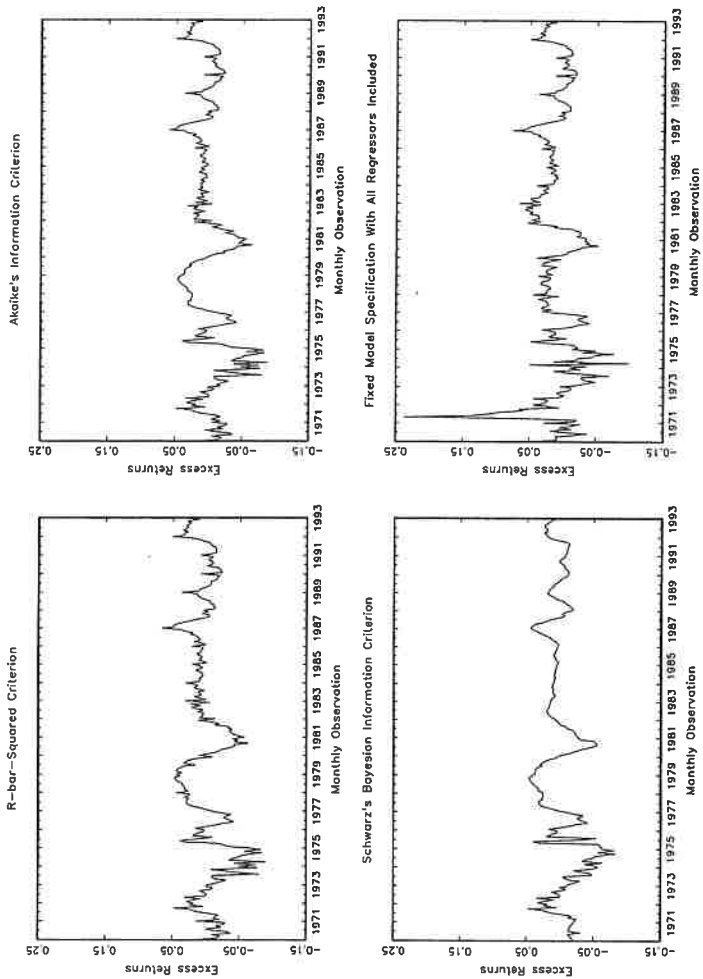 R-bar-Squared Criterion
Excess Returns
0.25
0.15
0.05
-0.05
-0.15
1971 1973 1975 1977 1979 1981 1983 1985 1987 1989 1991 1993
Monthly Observation
Akaike's Information Criterion
Excess Returns
0.25
0.15
0.05
-0.05
-0.15
1971 1973 1975 1977 1979 1981 1983 1985 1987 1989 1991 1993
Monthly Observation
Schwarz's Bayesian Information Criterion
Excess Returns
0.25
0.15
0.05
-0.05
-0.15
1971 1973 1975 1977 1979 1981 1983 1985 1987 1989 1991 1993
Monthly Observation
Fixed Model Specification With All Regressors Included
Excess Returns
0.25
0.15
0.05
-0.05
-0.15
1971 1973 1975 1977 1979 1981 1983 1985 1987 1989 1991 1993
Monthly Observation